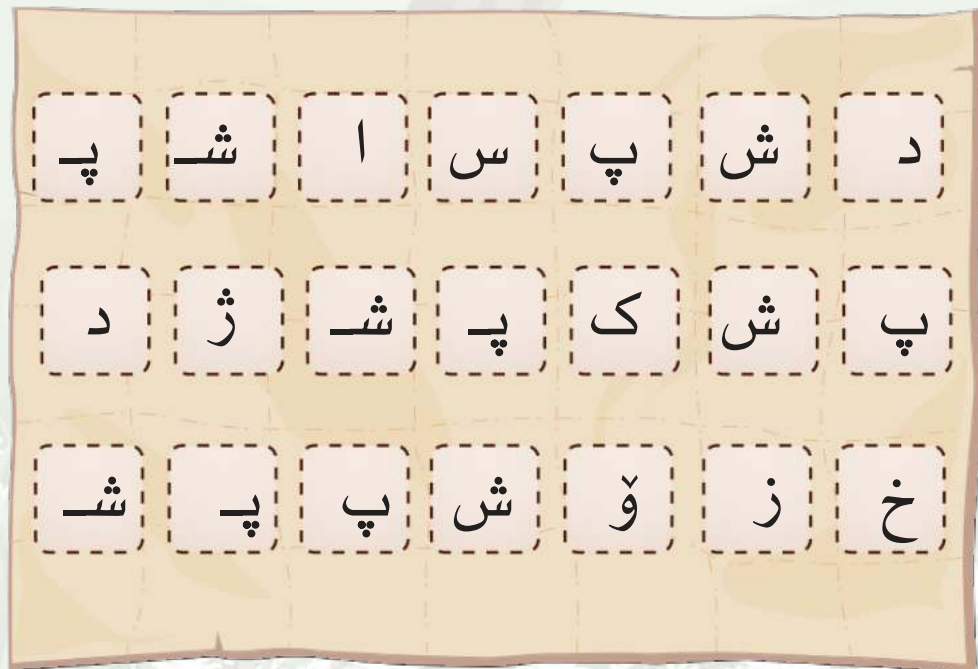 د ش پ س ا شـ پـ
پ ش ک پـ شـ ژ د
خ ز ۆ ش پ پـ شـ